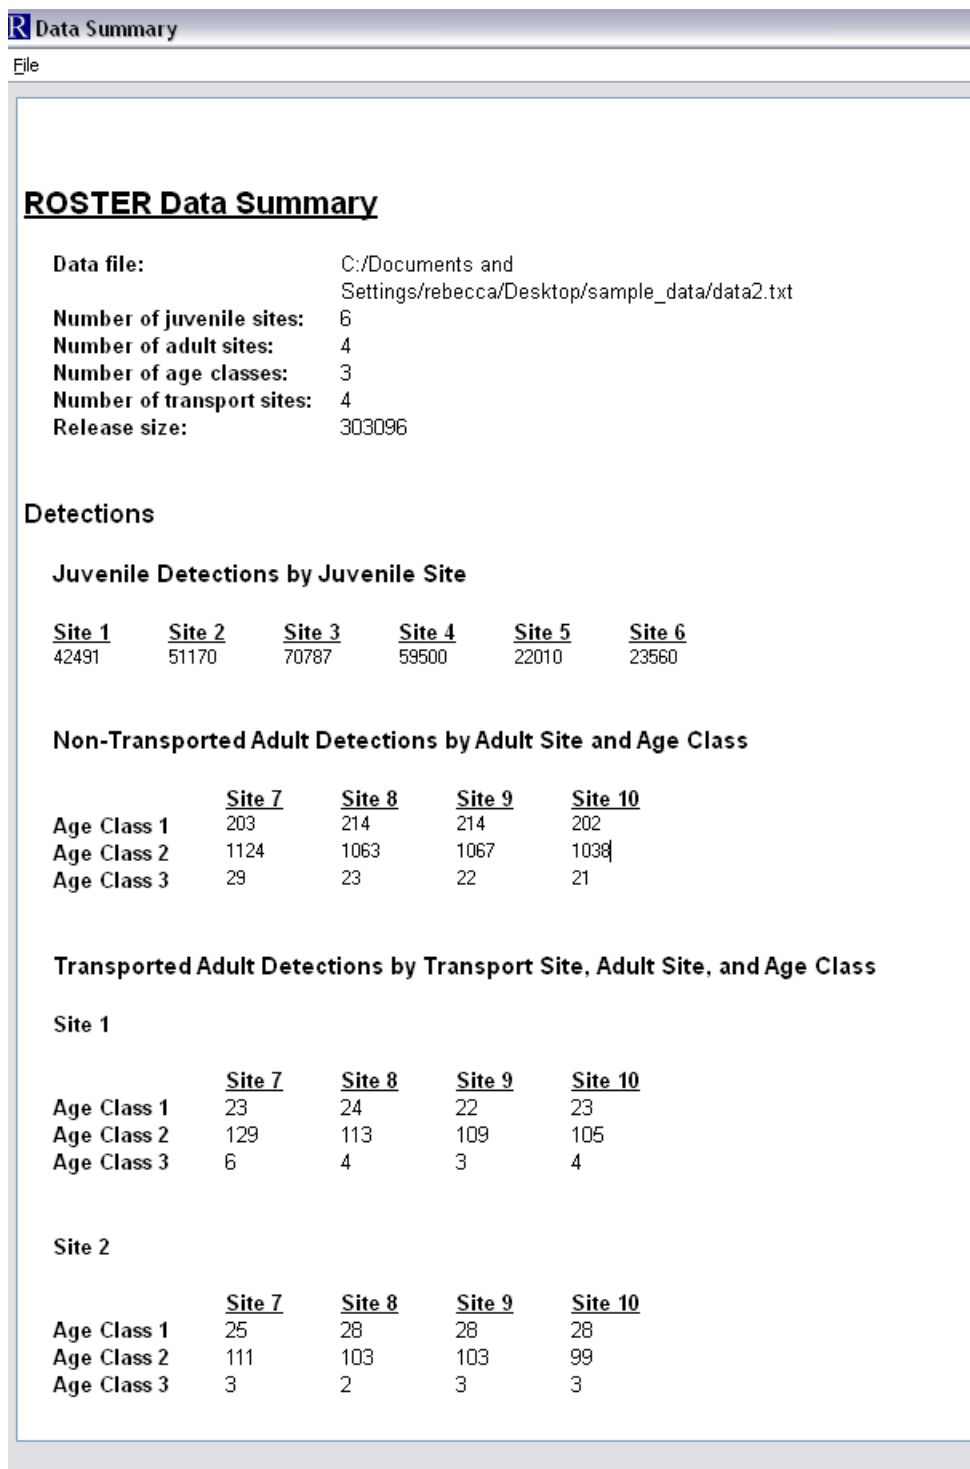 R Data Summary
File
ROSTER Data Summary
Data file: C:/Documents and
Settings/rebecca/Desktop/sample_data/data2.txt
Number of juvenile sites: 6
Number of adult sites: 4
Number of age classes: 3
Number of transport sites: 4
Release size: 303096
Detections
Juvenile Detections by Juvenile Site
Site 1 Site 2 Site 3 Site 4 Site 5 Site 6
42491 51170 70787 59500 22010 23560
Non-Transported Adult Detections by Adult Site and Age Class
Site 7 Site 8 Site 9 Site 10
Age Class 1 203 214 214 202
Age Class 2 1124 1063 1067 1038
Age Class 3 29 23 22 21
Transported Adult Detections by Transport Site, Adult Site, and Age Class
Site 1
Site 7 Site 8 Site 9 Site 10
Age Class 1 23 24 22 23
Age Class 2 129 113 109 105
Age Class 3 6 4 3 4
Site 2
Site 7 Site 8 Site 9 Site 10
Age Class 1 25 28 28 28
Age Class 2 111 103 103 99
Age Class 3 3 2 3 3